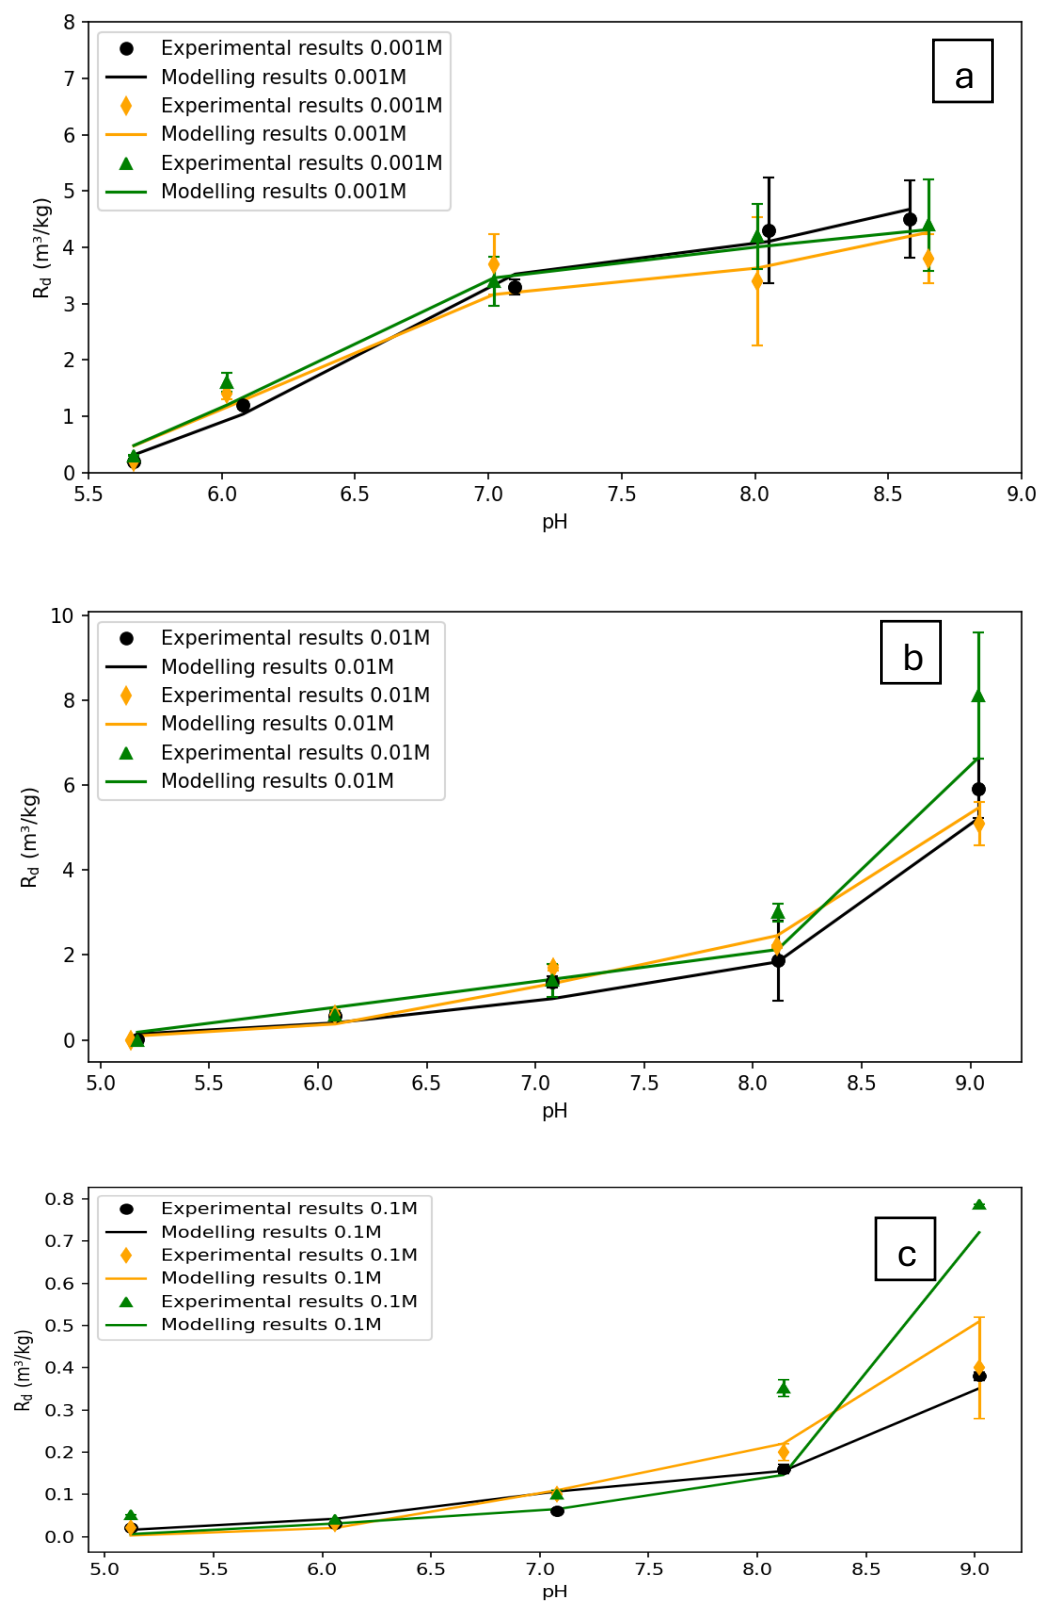 8
7
6
5
4
3
2
1
0
R_d (m³/kg)
Experimental results 0.001M
Modelling results 0.001M
Experimental results 0.001M
Modelling results 0.001M
Experimental results 0.001M
Modelling results 0.001M
a
5.5 6.0 6.5 7.0 7.5 8.0 8.5 9.0
pH
10
8
6
4
2
0
R_d (m³/kg)
Experimental results 0.01M
Modelling results 0.01M
Experimental results 0.01M
Modelling results 0.01M
Experimental results 0.01M
Modelling results 0.01M
b
5.0 5.5 6.0 6.5 7.0 7.5 8.0 8.5 9.0
pH
0.8
0.7
0.6
0.5
0.4
0.3
0.2
0.1
0.0
R_d (m³/kg)
Experimental results 0.1M
Modelling results 0.1M
Experimental results 0.1M
Modelling results 0.1M
Experimental results 0.1M
Modelling results 0.1M
c
5.0 5.5 6.0 6.5 7.0 7.5 8.0 8.5 9.0
pH